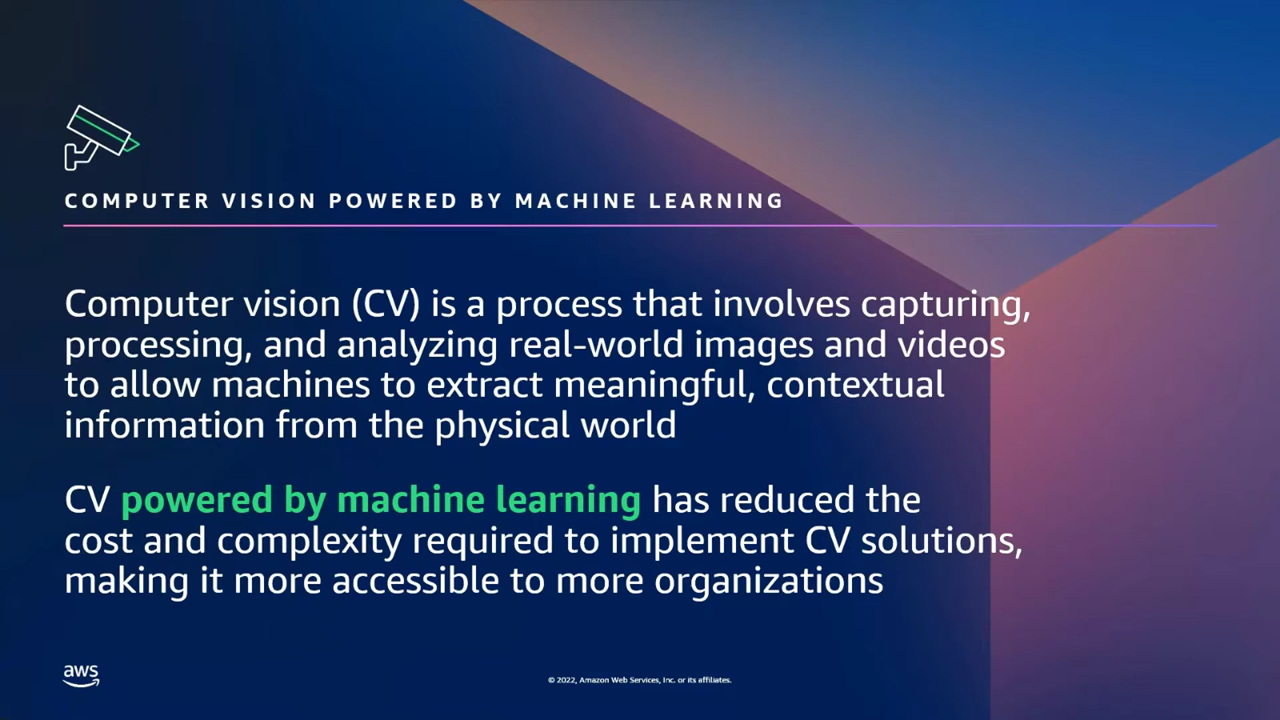 COMPUTER VISION POWERED BY MACHINE LEARNING
Computer vision (CV) is a process that involves capturing,
processing, and analyzing real-world images and videos
to allow machines to extract meaningful, contextual
information from the physical world
CV powered by machine learning has reduced the
cost and complexity required to implement CV solutions,
making it more accessible to more organizations
aws
© 2022, Amazon Web Services, Inc. or its affiliates.